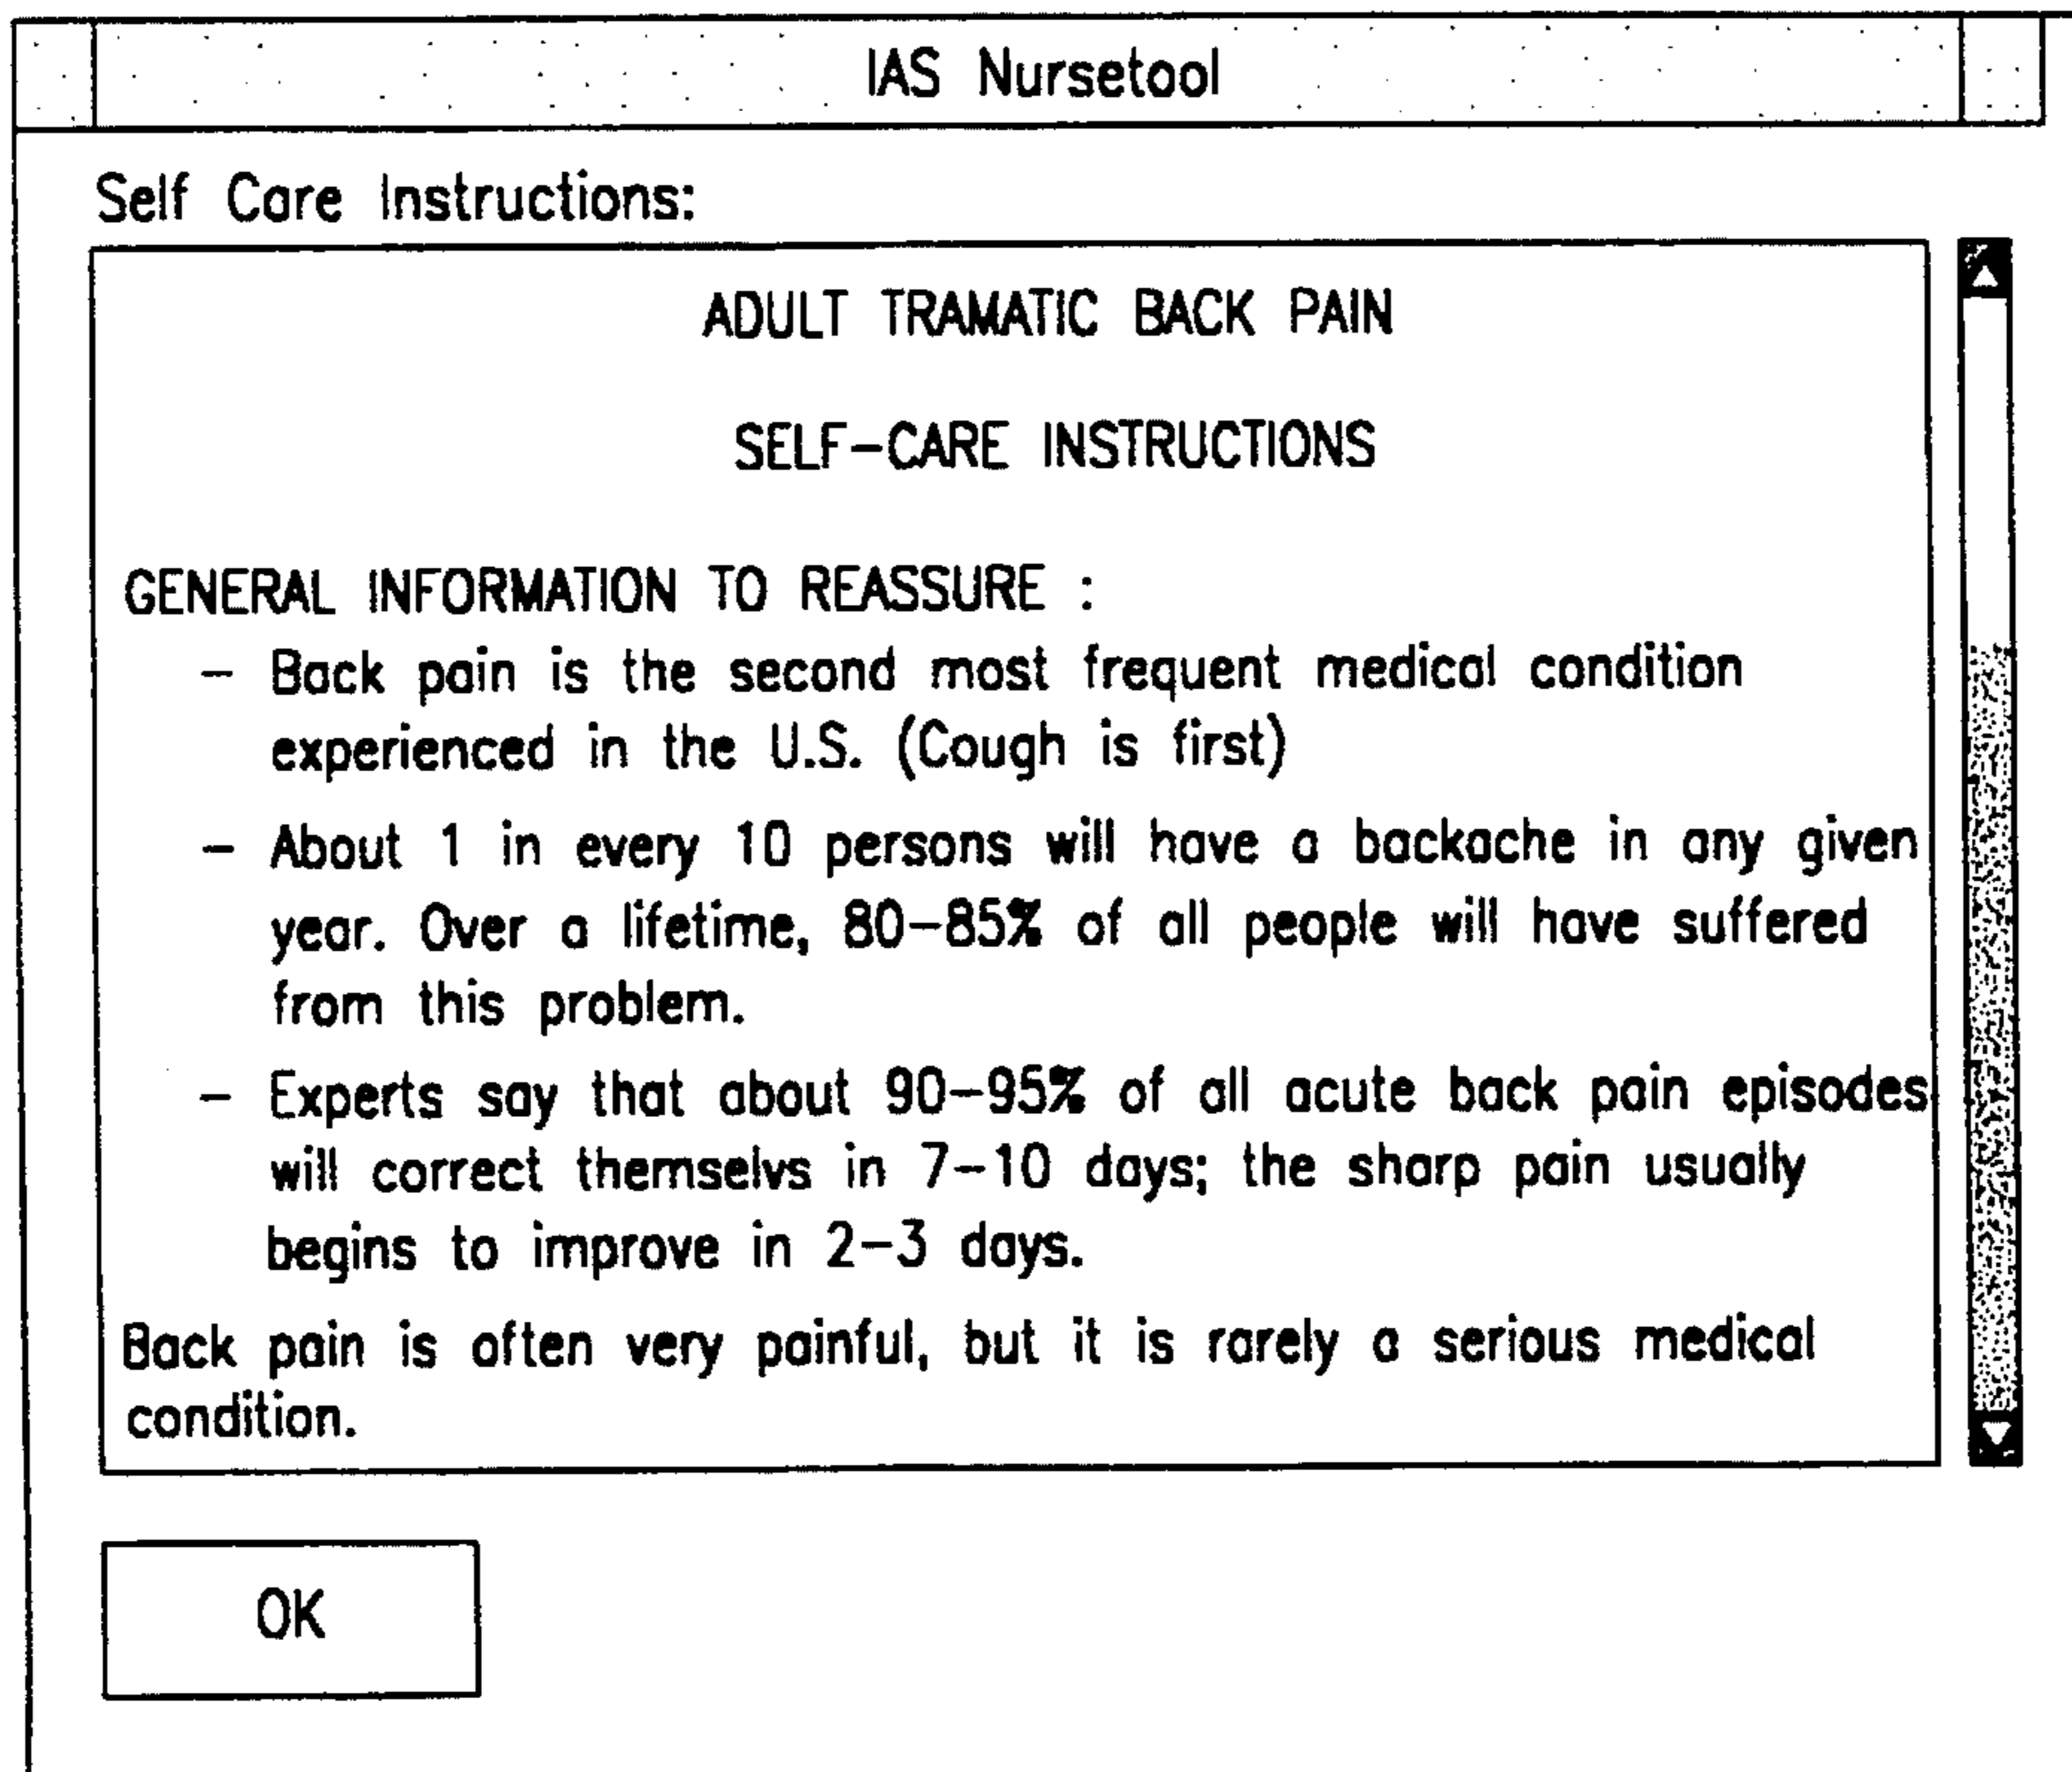 IAS Nursetool
Self Care Instructions:
ADULT TRAMATIC BACK PAIN
SELF-CARE INSTRUCTIONS
GENERAL INFORMATION TO REASSURE :
- Back pain is the second most frequent medical condition
experienced in the U.S. (Cough is first)
- About 1 in every 10 persons will have a backache in any given
year. Over a lifetime, 80-85% of all people will have suffered
from this problem.
- Experts say that about 90-95% of all acute back pain episodes
will correct themselvs in 7-10 days; the sharp pain usually
begins to improve in 2-3 days.
Back pain is often very painful, but it is rarely a serious medical
condition.
OK